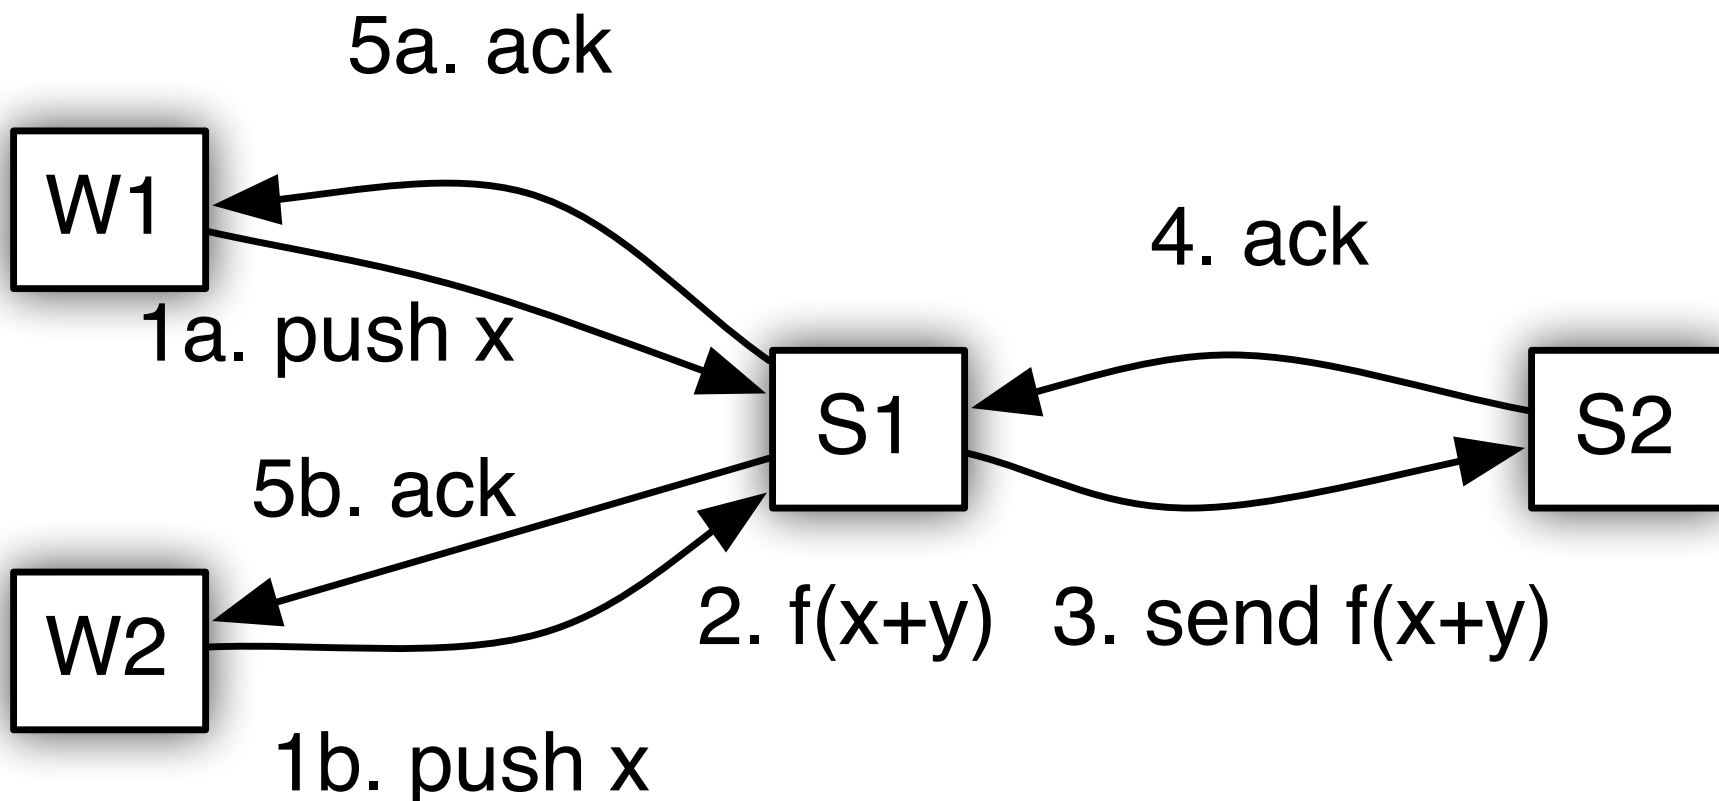 5a. ack
W1
4. ack
1a. push x
S1
S2
5b. ack
2. f(x+y)
3. send f(x+y)
W2
1b. push x